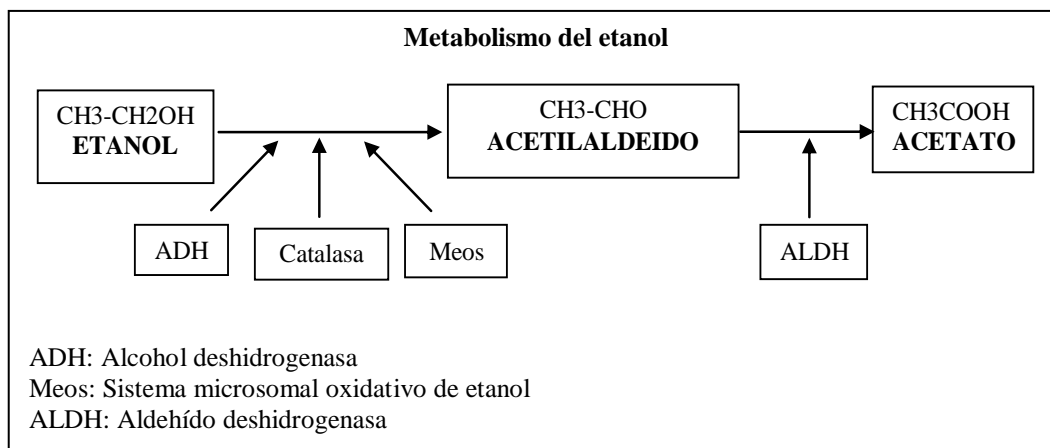 Metabolismo del etanol
CH3-CH2OH
ETANOL
CH3-CHO
ACETILALDEIDO
CH3COOH
ACETATO
ADH
Catalasa
Meos
ALDH
ADH: Alcohol deshidrogenasa
Meos: Sistema microsomal oxidativo de etanol
ALDH: Aldehído deshidrogenasa